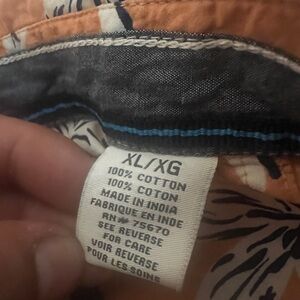 XL/XG
100% COTTON
100% COTON
MADE IN INDIA
FABRIQUE EN INDE
RN# 75670
SEE REVERSE
FOR CARE
VOIR REVERSE
POUR LES SOINS